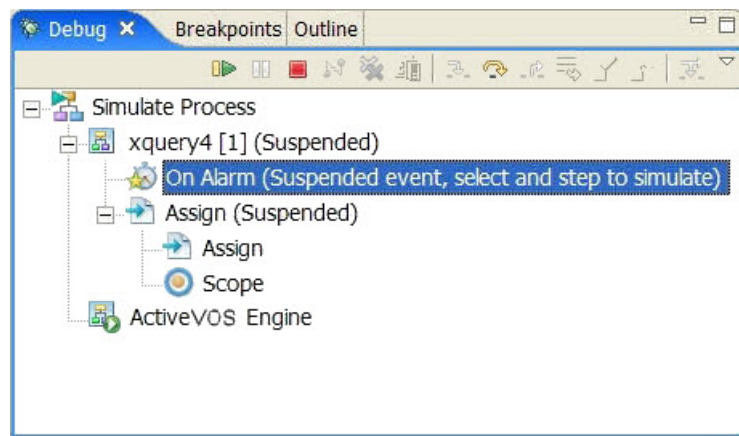 Debug Breakpoints Outline
Simulate Process
xquery4 [1] (Suspended)
On Alarm (Suspended event, select and step to simulate)
Assign (Suspended)
Assign
Scope
ActiveVOS Engine